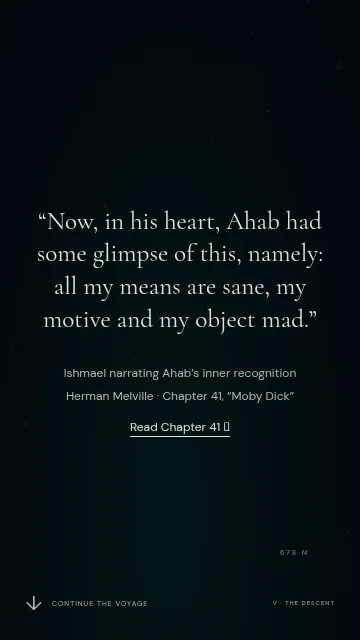 “Now, in his heart, Ahab had
some glimpse of this, namely:
all my means are sane, my
motive and my object mad.”
Ishmael narrating Ahab’s inner recognition
Herman Melville · Chapter 41, “Moby Dick”
Read Chapter 41
678 M
CONTINUE THE VOYAGE
V · THE DESCENT